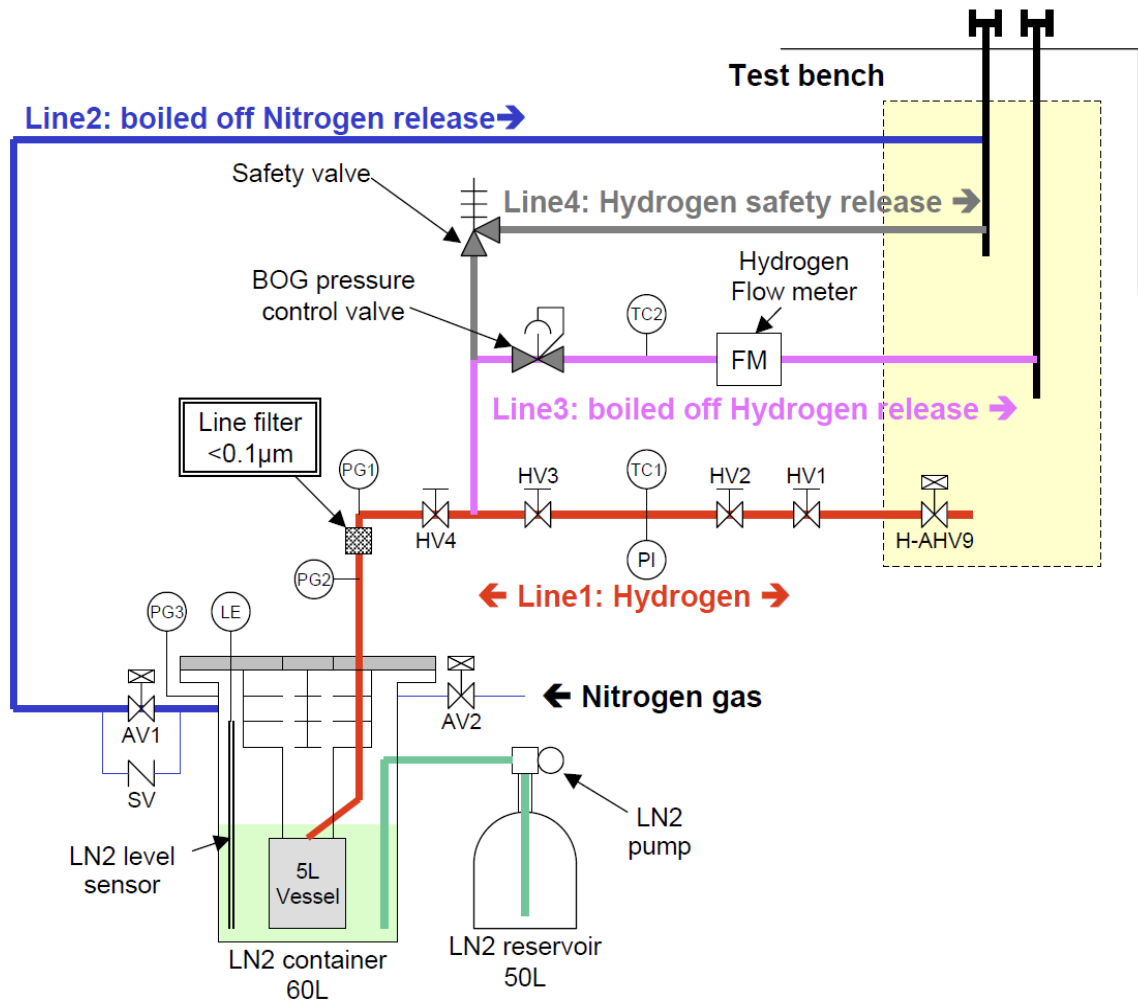 Test bench
Line2: boiled off Nitrogen release→
Safety valve
Line4: Hydrogen safety release →
BOG pressure
control valve
Hydrogen
Flow meter
TC2
FM
Line3: boiled off Hydrogen release →
Line filter
<0.1µm
PG1
HV3
TC1
HV2
HV1
HV4
H-AHV9
PI
PG2
← Line1: Hydrogen →
PG3
LE
← Nitrogen gas
AV1
AV2
SV
LN2 level
sensor
5L
Vessel
LN2
pump
LN2 container
60L
LN2 reservoir
50L